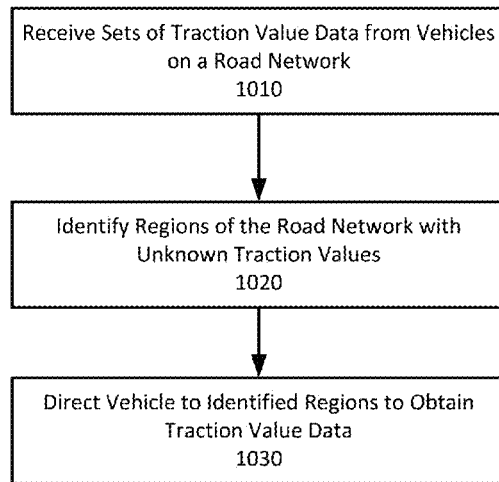 Receive Sets of Traction Value Data from Vehicles
on a Road Network
1010
Identify Regions of the Road Network with
Unknown Traction Values
1020
Direct Vehicle to Identified Regions to Obtain
Traction Value Data
1030